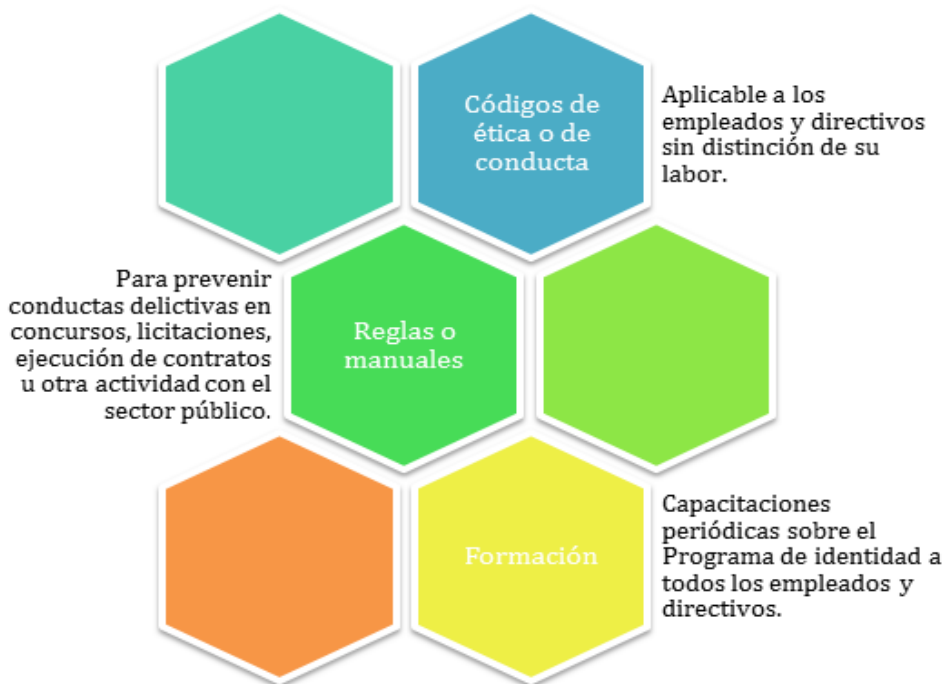 Códigos de
ética o de
conducta
Aplicable a los
empleados y directivos
sin distinción de su
labor.
Para prevenir
conductas delictivas en
concursos, licitaciones,
ejecución de contratos
u otra actividad con el
sector público.
Reglas o
manuales
Formación
Capacitaciones
periódicas sobre el
Programa de identidad a
todos los empleados y
directivos.